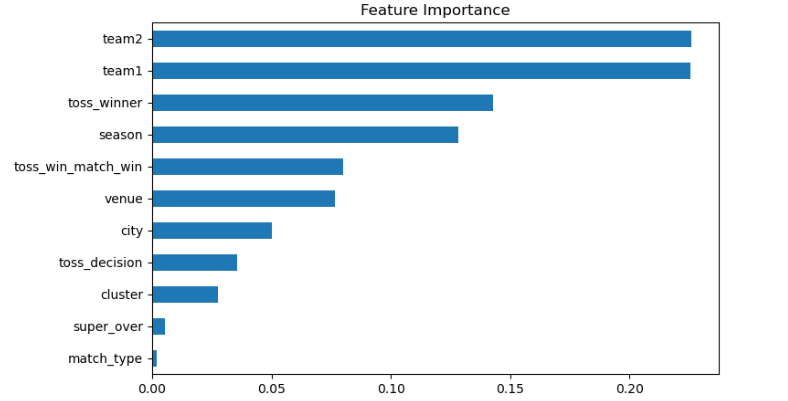 Feature Importance
team2
team1
toss_winner
season
toss_win_match_win
venue
city
toss_decision
cluster
super_over
match_type
0.00 0.05 0.10 0.15 0.20